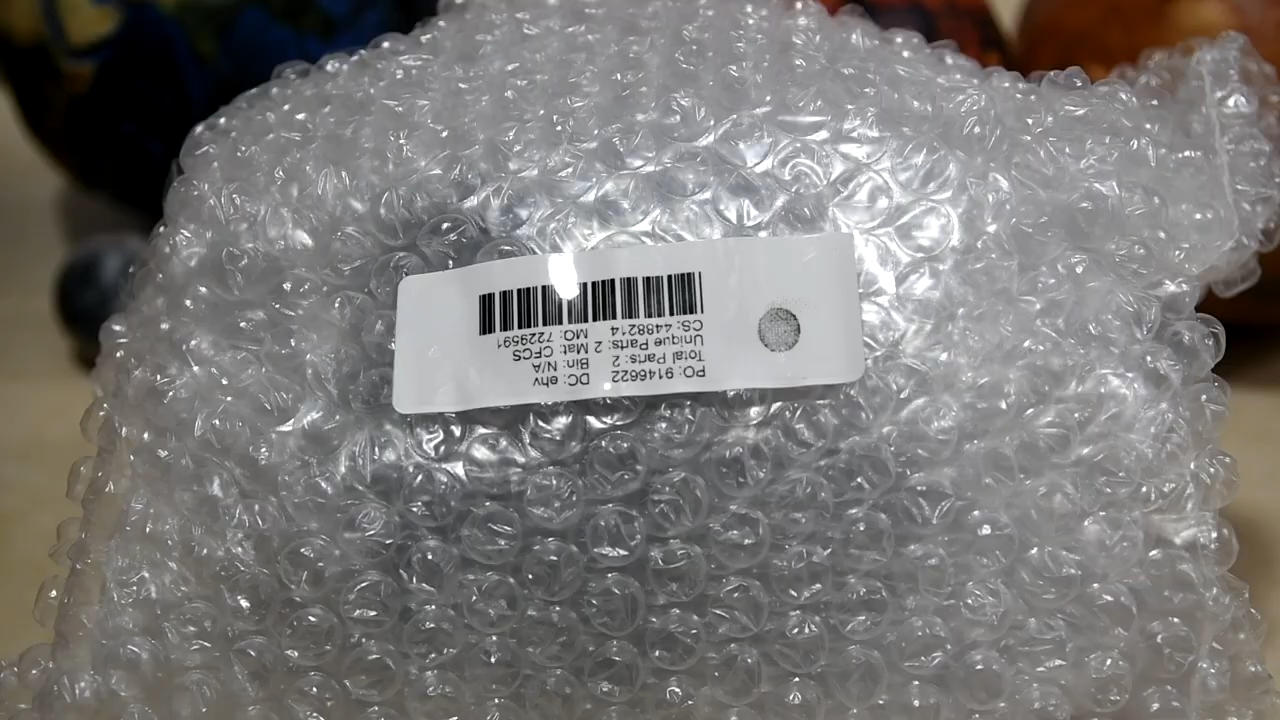 PO: 9146622 DC: ehv
Total Parts: 2 Bin: N/A
Unique Parts: 2 Mat: CFCS
CS: 4488214 MO: 7229591